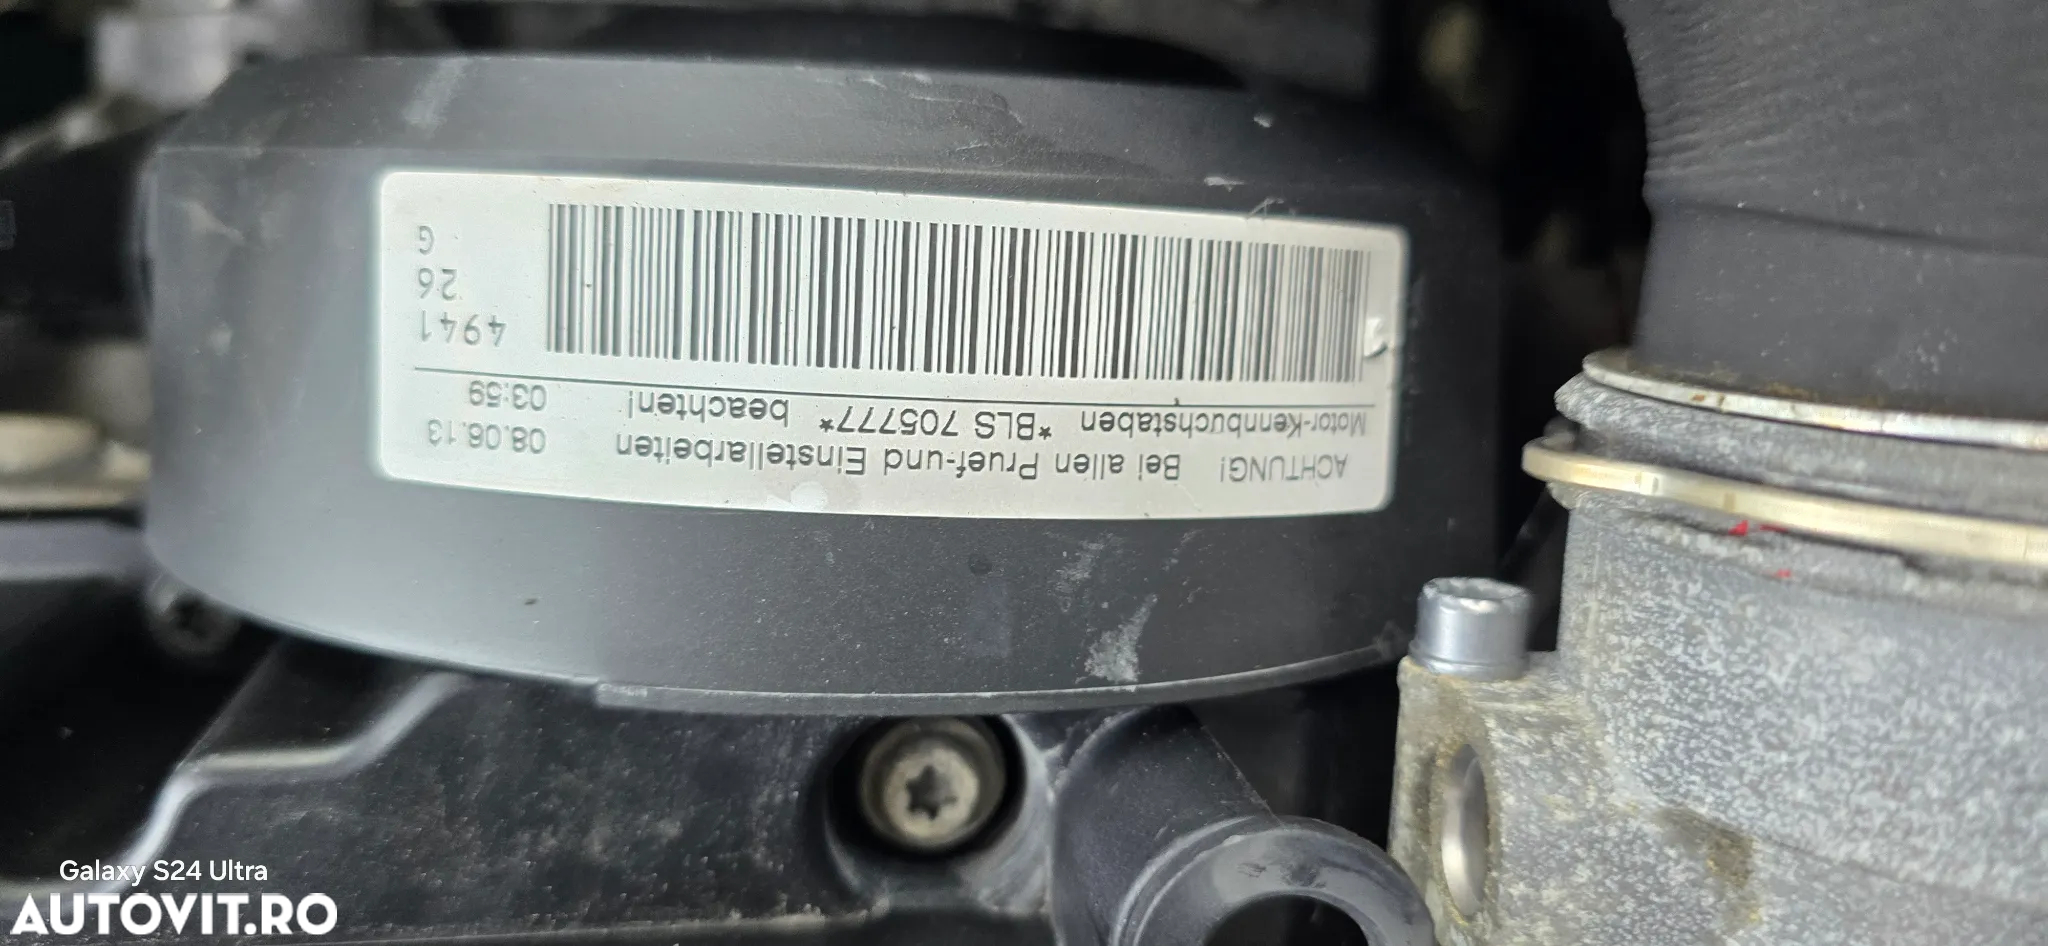 ACHTUNG! Bei allen Pruef-und Einstellarbeiten 08.08.13
Motor-Kennbuchstaben *BLS 705777* beachten! 03:59
4941
26
G
Galaxy S24 Ultra
AUTOVIT.RO